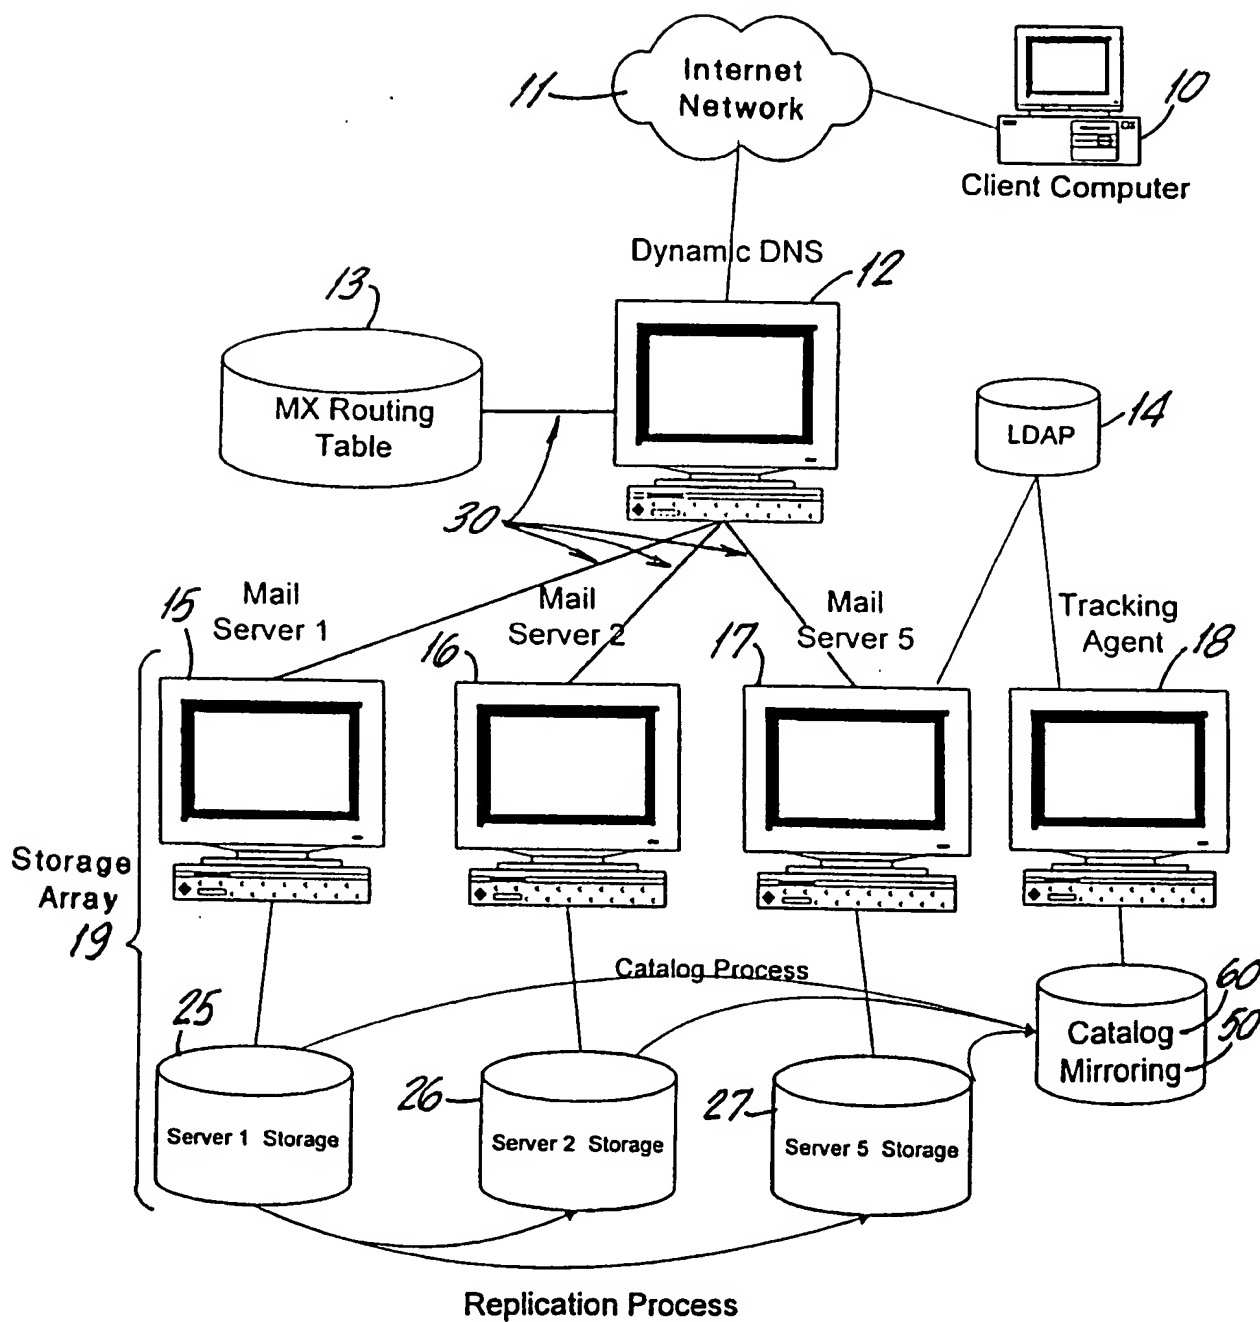 Internet
Network
11
10
Client Computer
Dynamic DNS
12
13
MX Routing
Table
14
LDAP
30
15
Mail
Server 1
Mail
Server 2
16
Mail
Server 5
17
Tracking
Agent
18
Storage
Array
19
Catalog Process
25
26
27
60
50
Catalog
Mirroring
Server 1 Storage
Server 2 Storage
Server 5 Storage
Replication Process